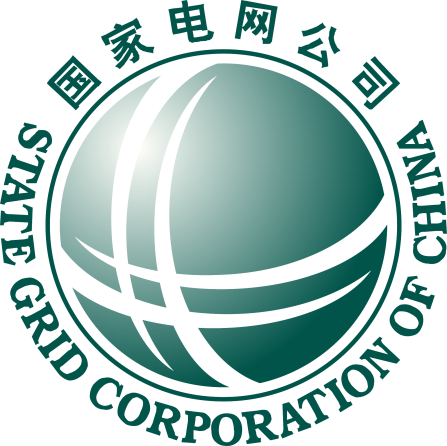 国家电网公司
STATE GRID CORPORATION OF CHINA